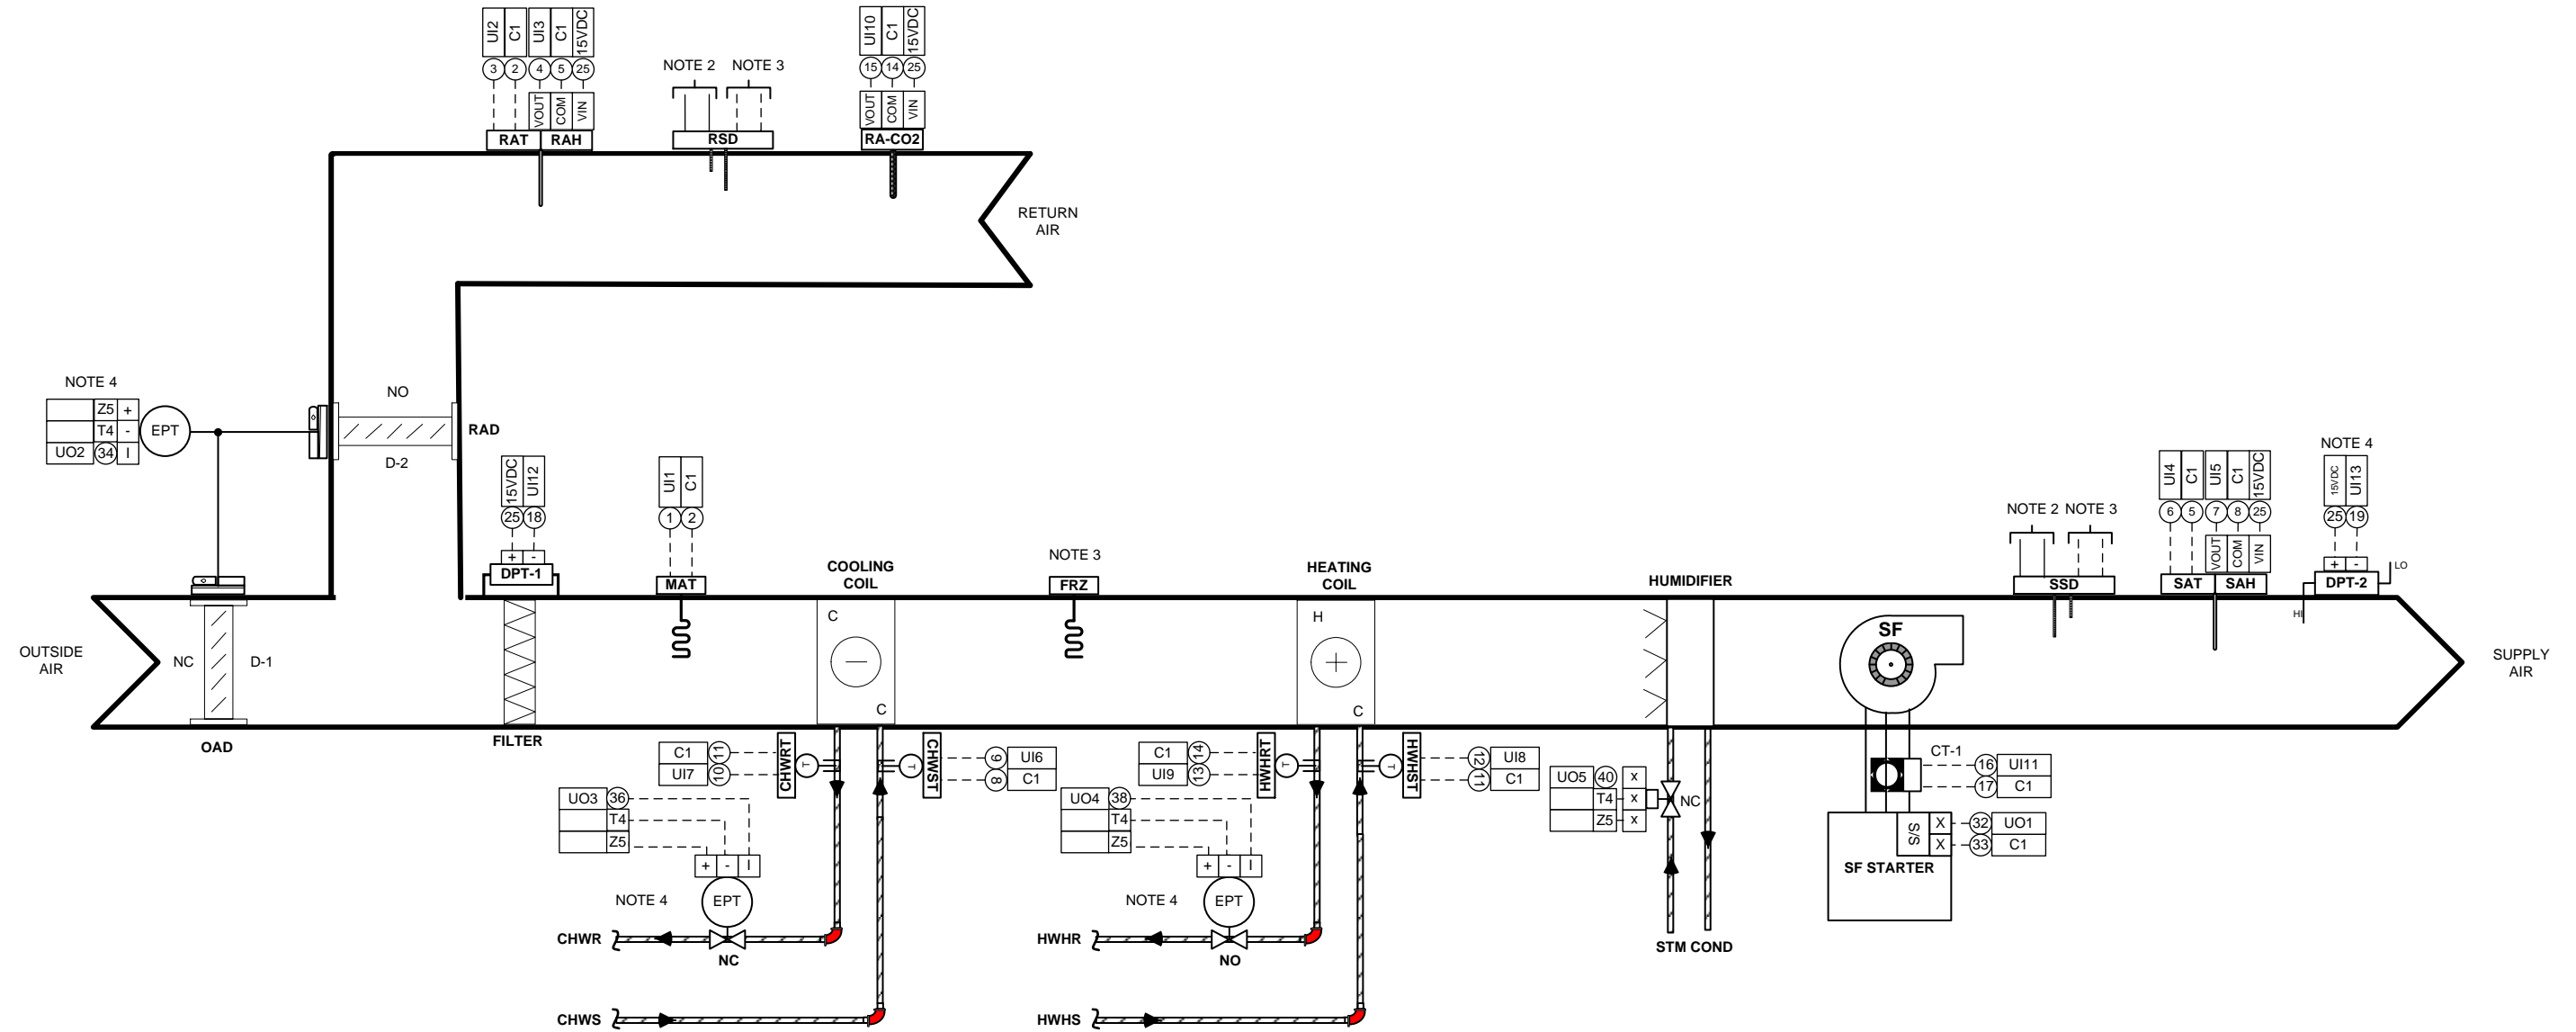 UI2 C1 UI3 C1 15VDC
3 2 4 5 25
VOUT COM VIN
RAT RAH
NOTE 2 NOTE 3
RSD
UI10 C1 15VDC
15 14 25
VOUT COM VIN
RA-CO2
RETURN
AIR
NOTE 4
Z5 +
T4 -
UO2 34 I
EPT
NO
RAD
D-2
15VDC UI12
25 18
+ -
DPT-1
UI1 C1
1 2
MAT
COOLING
COIL
NOTE 3
FRZ
HEATING
COIL
HUMIDIFIER
NOTE 2 NOTE 3
SSD
UI4 C1 UI5 C1 15VDC
6 5 7 8 25
VOUT COM VIN
SAT SAH
NOTE 4
15VDC UI13
25 19
+ -
DPT-2
LO
HI
OUTSIDE
AIR
NC D-1
OAD
FILTER
C
C
H
C
SF
SUPPLY
AIR
C1 11
UI7 10
CHWRT
T
T
CHWST
9 UI6
8 C1
UO3 36
T4
Z5
+ - I
NOTE 4
EPT
CHWR
NC
CHWS
C1 14
UI9 13
HWHRT
T
T
HWHST
12 UI8
11 C1
UO4 38
T4
Z5
+ - I
NOTE 4
EPT
HWHR
NO
HWHS
UO5 40 x
T4 x
Z5 x
NC
STM COND
CT-1
16 UI11
17 C1
S/S
X 32 UO1
X 33 C1
SF STARTER